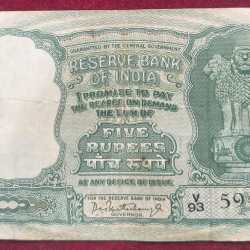 GUARANTEED BY THE CENTRAL GOVERNMENT
RESERVE BANK
OF INDIA
I PROMISE TO PAY
THE BEARER ON DEMAND
THE SUM OF
FIVE
RUPEES
पाँच रुपये
AT ANY OFFICE OF ISSUE
FOR THE RESERVE BANK OF INDIA
GOVERNOR
V
93
59